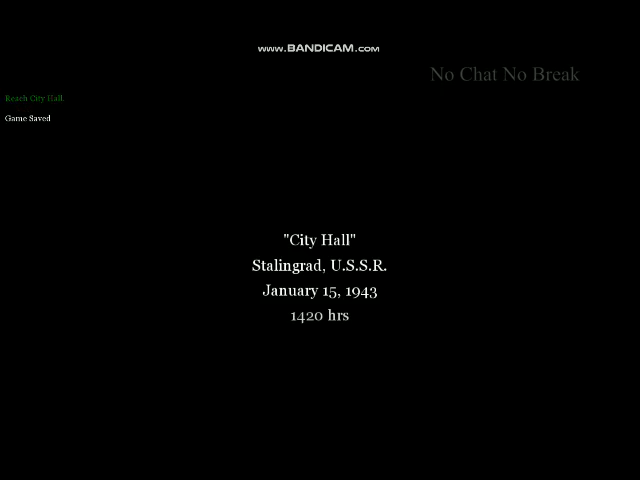 www.BANDICAM.com
No Chat No Break
Reach City Hall.
Game Saved
"City Hall"
Stalingrad, U.S.S.R.
January 15, 1943
1420 hrs